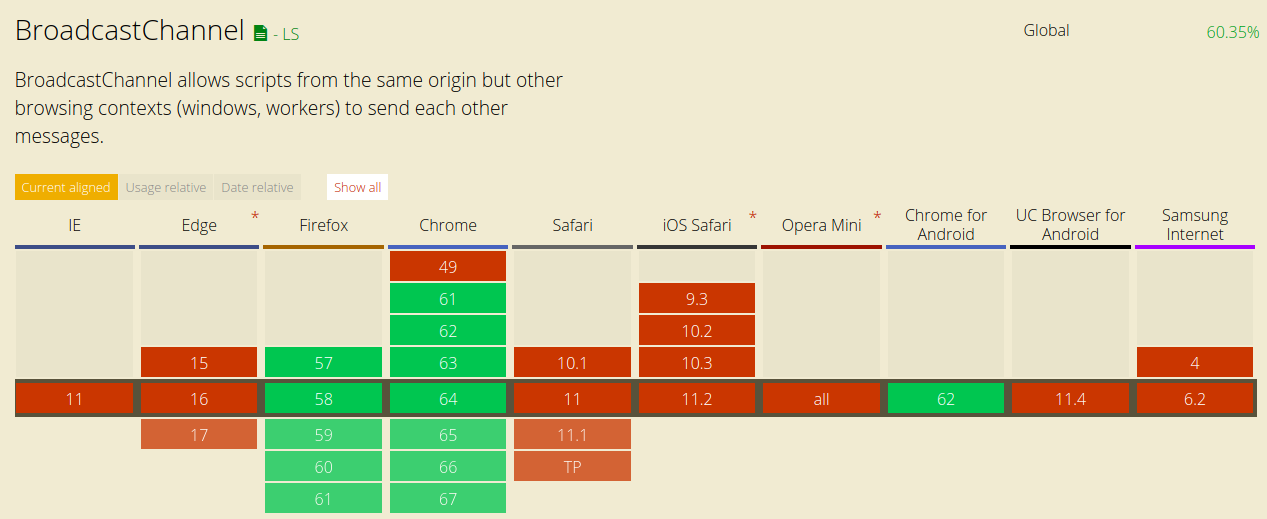 BroadcastChannel - LS
Global 60.35%
BroadcastChannel allows scripts from the same origin but other
browsing contexts (windows, workers) to send each other
messages.
Current aligned Usage relative Date relative Show all
IE Edge * Firefox Chrome Safari iOS Safari * Opera Mini * Chrome for Android UC Browser for Android Samsung Internet
49
61
62
9.3
10.2
15 57 63 10.1 10.3 4
11 16 58 64 11 11.2 all 62 11.4 6.2
17 59 65 11.1
60 66 TP
61 67